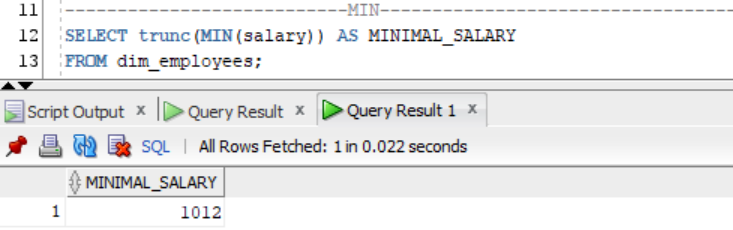 11 ---------------------------MIN-----------------------------------
12 SELECT trunc(MIN(salary)) AS MINIMAL_SALARY
13 FROM dim_employees;
Script Output x Query Result x Query Result 1 x
SQL | All Rows Fetched: 1 in 0.022 seconds
MINIMAL_SALARY
1 1012